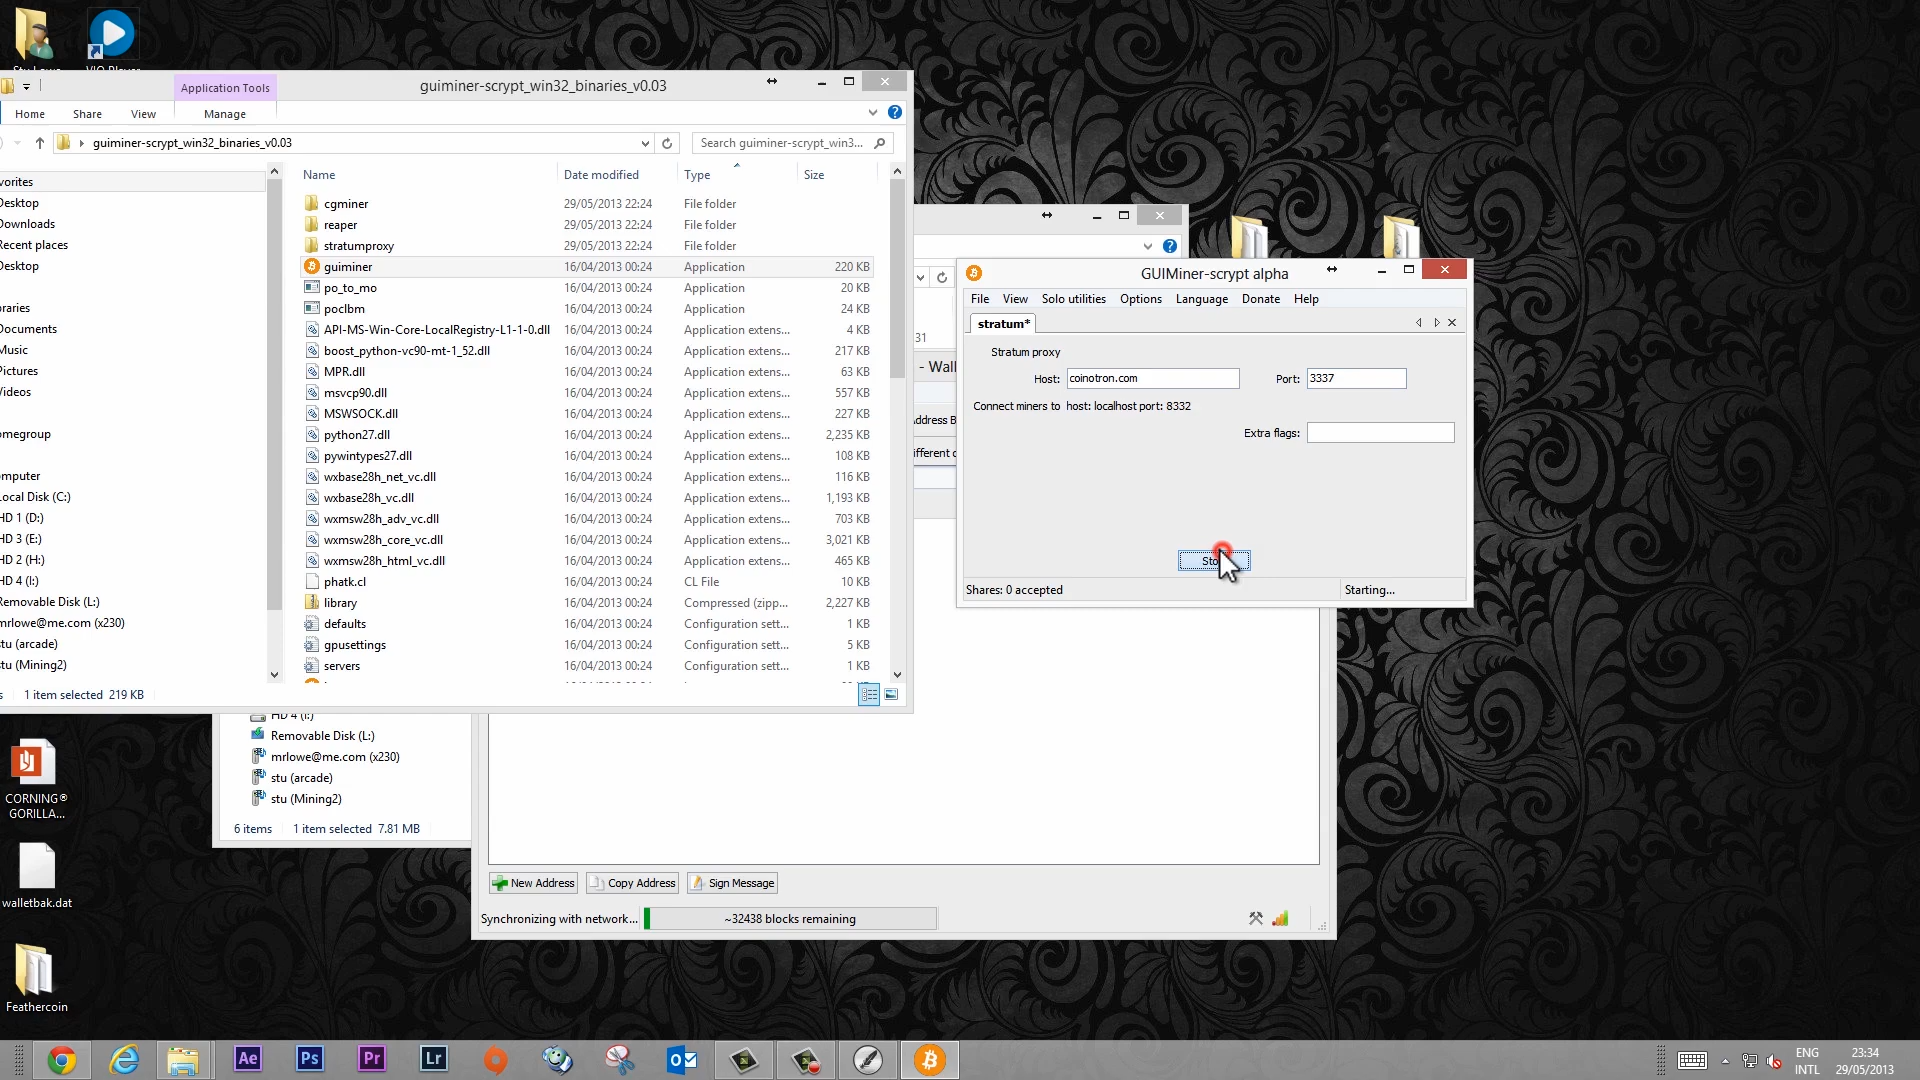 Application Tools
guiminer-scrypt_win32_binaries_v0.03
Home Share View Manage
guiminer-scrypt_win32_binaries_v0.03
Search guiminer-scrypt_win3...
vorites
Desktop
Downloads
Recent places
Desktop
raries
Documents
Music
Pictures
Videos
omegroup
mputer
Local Disk (C:)
HD 1 (D:)
HD 3 (E:)
HD 2 (H:)
HD 4 (I:)
Removable Disk (L:)
mrlowe@me.com (x230)
stu (arcade)
stu (Mining2)
Name Date modified Type Size
cgminer 29/05/2013 22:24 File folder
reaper 29/05/2013 22:24 File folder
stratumproxy 29/05/2013 22:24 File folder
guiminer 16/04/2013 00:24 Application 220 KB
po_to_mo 16/04/2013 00:24 Application 20 KB
poclbm 16/04/2013 00:24 Application 24 KB
API-MS-Win-Core-LocalRegistry-L1-1-0.dll 16/04/2013 00:24 Application extens... 4 KB
boost_python-vc90-mt-1_52.dll 16/04/2013 00:24 Application extens... 217 KB
MPR.dll 16/04/2013 00:24 Application extens... 63 KB
msvcp90.dll 16/04/2013 00:24 Application extens... 557 KB
MSWSOCK.dll 16/04/2013 00:24 Application extens... 227 KB
python27.dll 16/04/2013 00:24 Application extens... 2,235 KB
pywintypes27.dll 16/04/2013 00:24 Application extens... 108 KB
wxbase28h_net_vc.dll 16/04/2013 00:24 Application extens... 116 KB
wxbase28h_vc.dll 16/04/2013 00:24 Application extens... 1,193 KB
wxmsw28h_adv_vc.dll 16/04/2013 00:24 Application extens... 703 KB
wxmsw28h_core_vc.dll 16/04/2013 00:24 Application extens... 3,021 KB
wxmsw28h_html_vc.dll 16/04/2013 00:24 Application extens... 465 KB
phatk.cl 16/04/2013 00:24 CL File 10 KB
library 16/04/2013 00:24 Compressed (zipp... 2,227 KB
defaults 16/04/2013 00:24 Configuration sett... 1 KB
gpusettings 16/04/2013 00:24 Configuration sett... 5 KB
servers 16/04/2013 00:24 Configuration sett... 1 KB
s 1 item selected 219 KB
31
- Wall
Address B
ifferent
GUIMiner-scrypt alpha
File View Solo utilities Options Language Donate Help
stratum*
Stratum proxy
Host: coinotron.com Port: 3337
Connect miners to host: localhost port: 8332
Extra flags:
Sto
Shares: 0 accepted Starting...
HD 4 (I:)
Removable Disk (L:)
mrlowe@me.com (x230)
stu (arcade)
stu (Mining2)
6 items 1 item selected 7.81 MB
New Address Copy Address Sign Message
Synchronizing with network... ~32438 blocks remaining
CORNING®
GORILLA...
walletbak.dat
Feathercoin
Ae Ps Pr Lr
ENG
INTL
23:34
29/05/2013